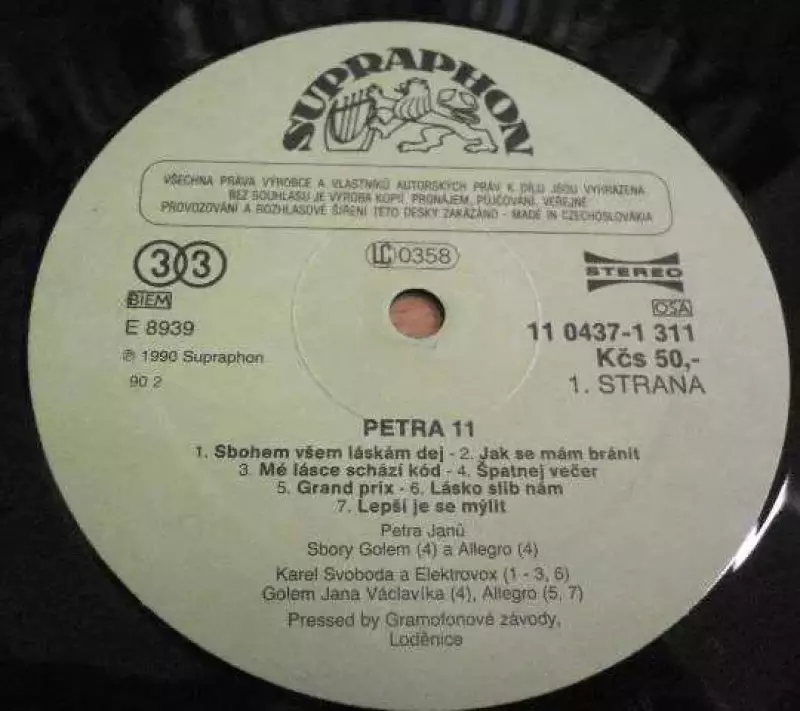 SUPRAPHON
VŠECHNA PRÁVA VÝROBCE A VLASTNÍKŮ AUTORSKÝCH PRÁV K DÍLU JSOU VYHRAZENA
BEZ SOUHLASU JE VÝROBA KOPIÍ, PRONÁJEM, PŮJČOVÁNÍ, VEŘEJNÉ
PROVOZOVÁNÍ A ROZHLASOVÉ ŠÍŘENÍ TÉTO DESKY ZAKÁZÁNO - MADE IN CZECHOSLOVÁKIA
33
LC 0358
STEREO
BIEM
OSA
E 8939
11 0437-1 311
℗ 1990 Supraphon
Kčs 50,-
90 2
1. STRANA
PETRA 11
1. Sbohem všem láskám dej - 2. Jak se mám bránit
3. Mé lásce schází kód - 4. Špatnej večer
5. Grand prix - 6. Lásko slib nám
7. Lepší je se mýlit
Petra Janů
Sbory Golem (4) a Allegro (4)
Karel Svoboda a Elektrovox (1 - 3, 6)
Golem Jana Václavíka (4), Allegro (5, 7)
Pressed by Gramofonové závody,
Loděnice